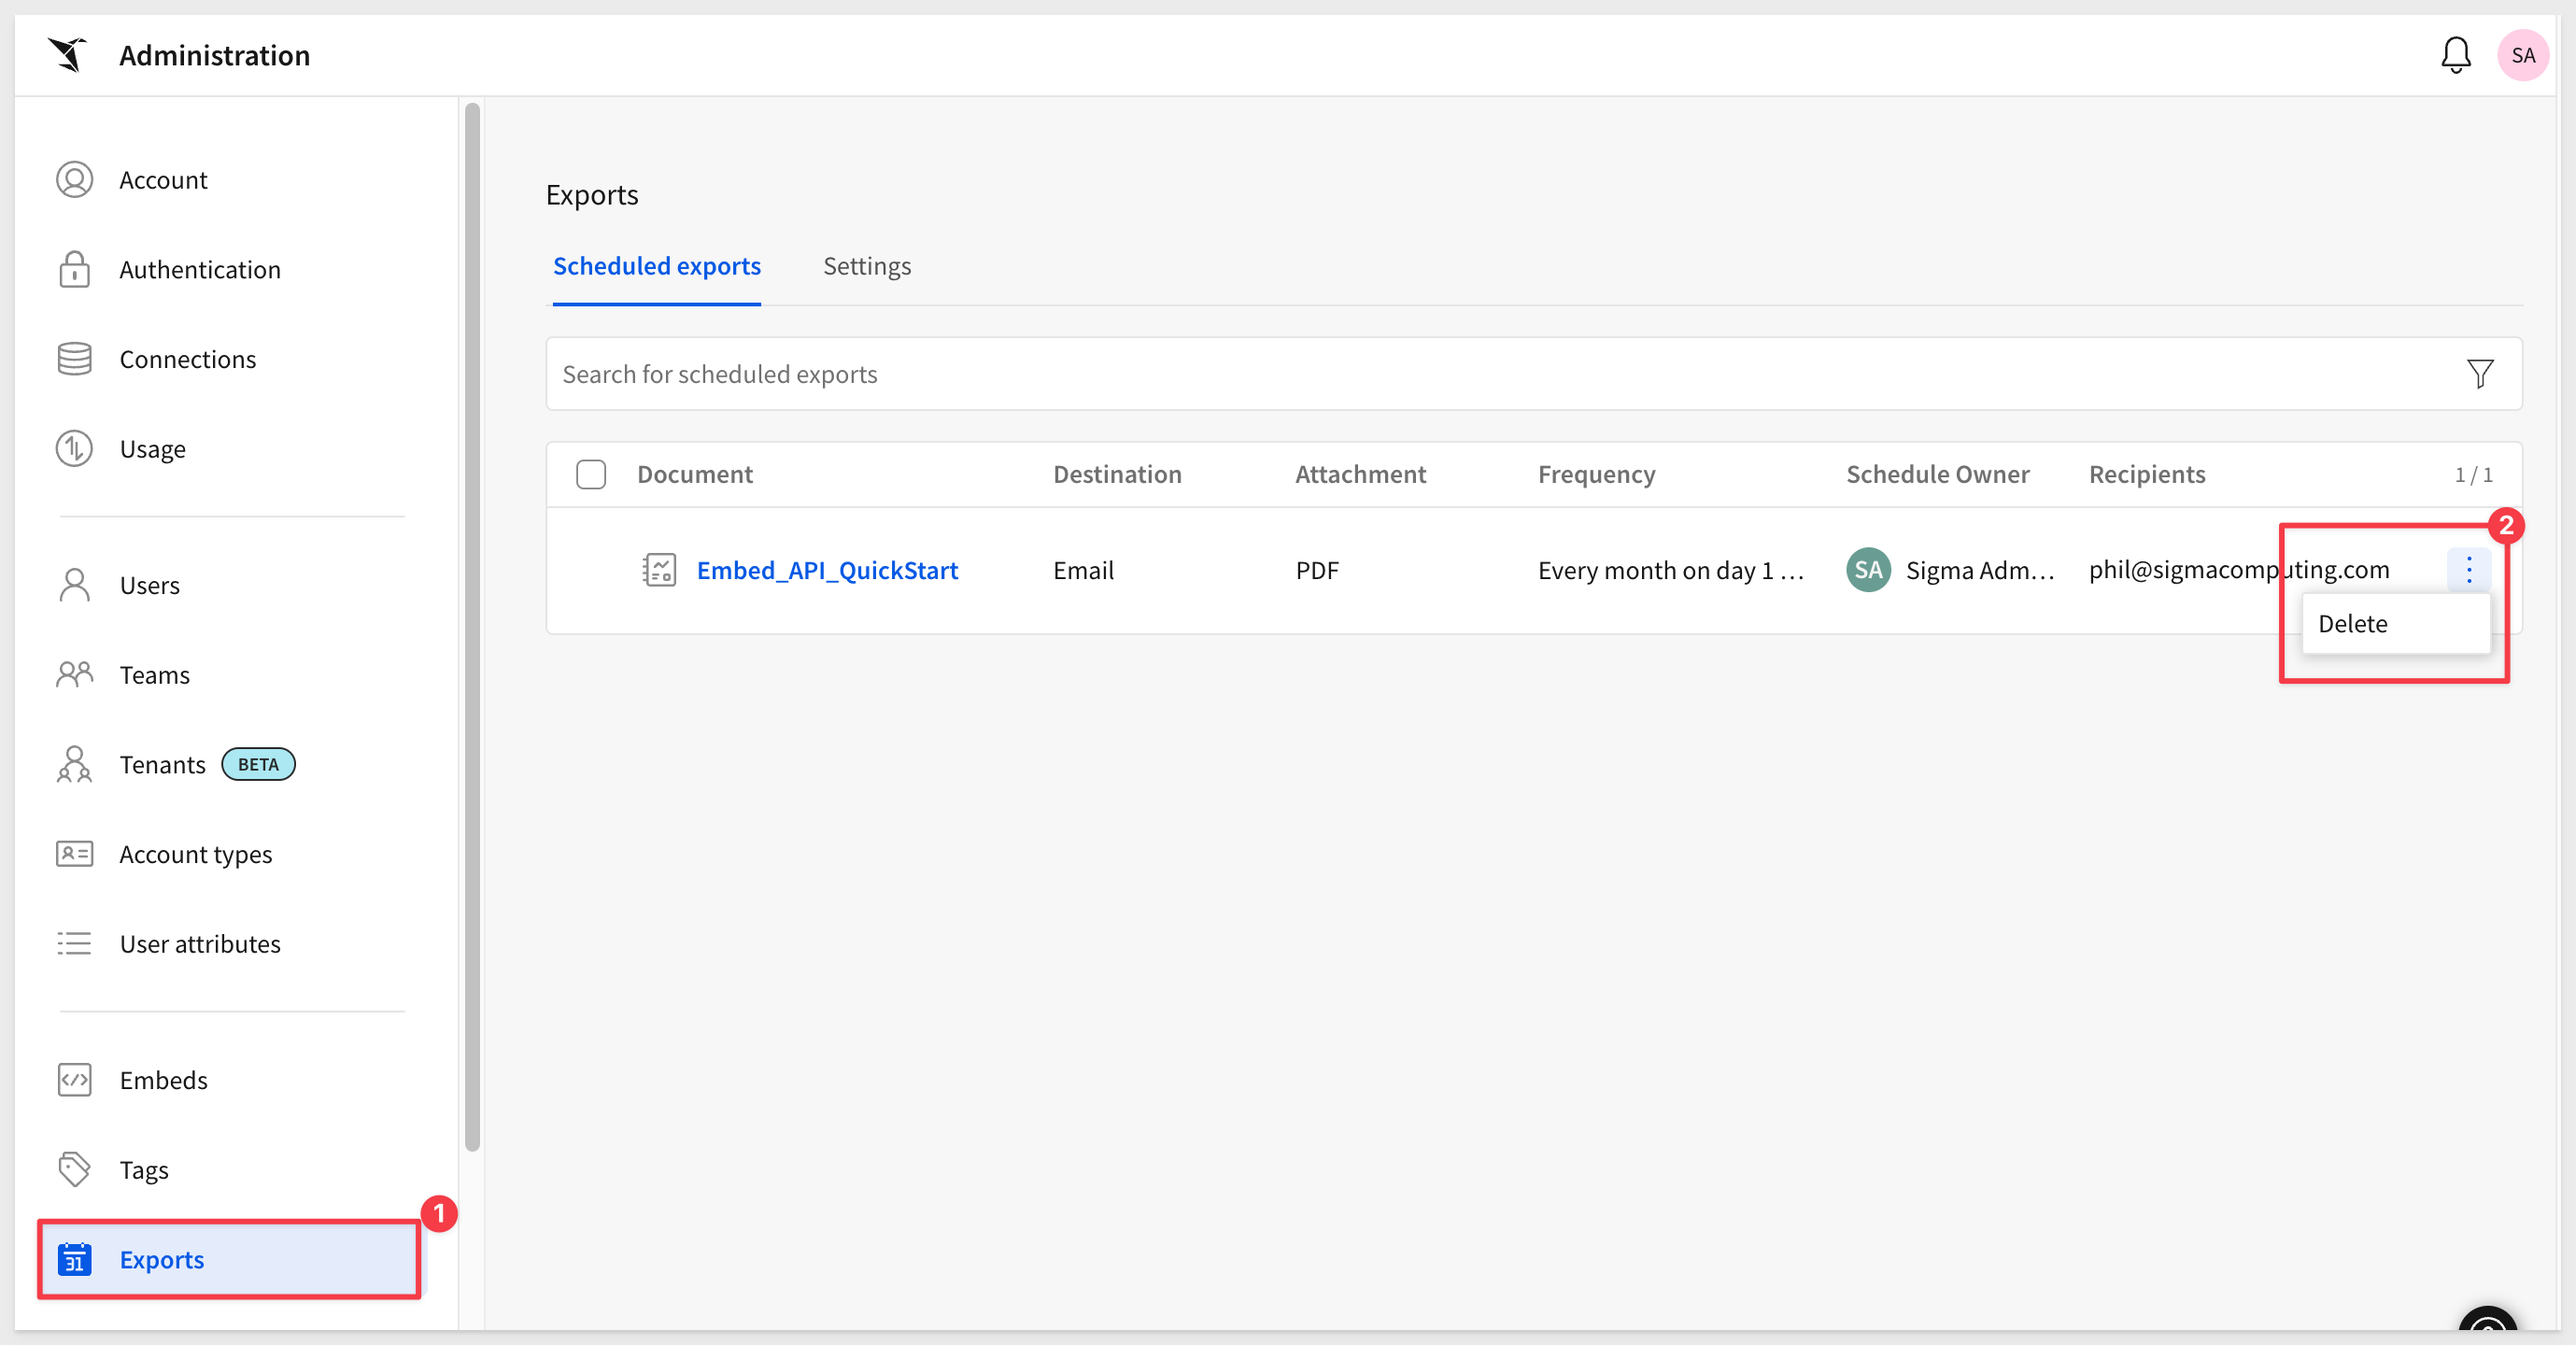 Administration
SA
Account
Authentication
Connections
Usage
Users
Teams
Tenants BETA
Account types
User attributes
Embeds
Tags
1
31 Exports
Exports
Scheduled exports Settings
Search for scheduled exports
Document Destination Attachment Frequency Schedule Owner Recipients 1 / 1
2
Embed_API_QuickStart Email PDF Every month on day 1 ... SA Sigma Adm... phil@sigmacomputing.com
Delete